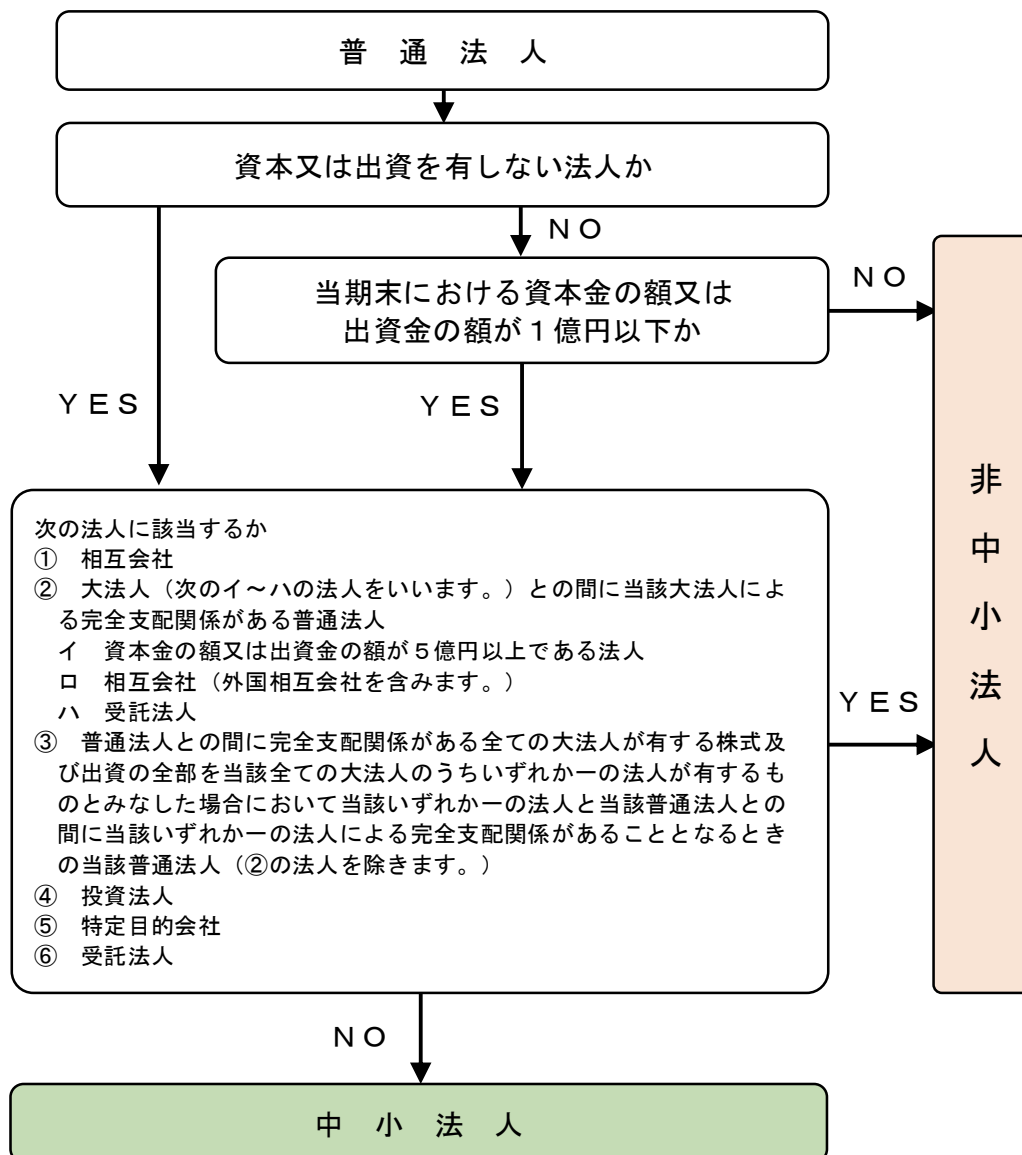 普通法人
資本又は出資を有しない法人か
NO
当期末における資本金の額又は
出資金の額が1億円以下か
NO
YES
YES
次の法人に該当するか
① 相互会社
② 大法人（次のイ～ハの法人をいいます。）との間に当該大法人によ
る完全支配関係がある普通法人
イ 資本金の額又は出資金の額が５億円以上である法人
ロ 相互会社（外国相互会社を含みます。）
ハ 受託法人
③ 普通法人との間に完全支配関係がある全ての大法人が有する株式及
び出資の全部を当該全ての大法人のうちいずれか一の法人が有するも
のとみなした場合において当該いずれか一の法人と当該普通法人との
間に当該いずれか一の法人による完全支配関係があることとなるとき
の当該普通法人（②の法人を除きます。）
④ 投資法人
⑤ 特定目的会社
⑥ 受託法人
YES
非中小法人
NO
中小法人